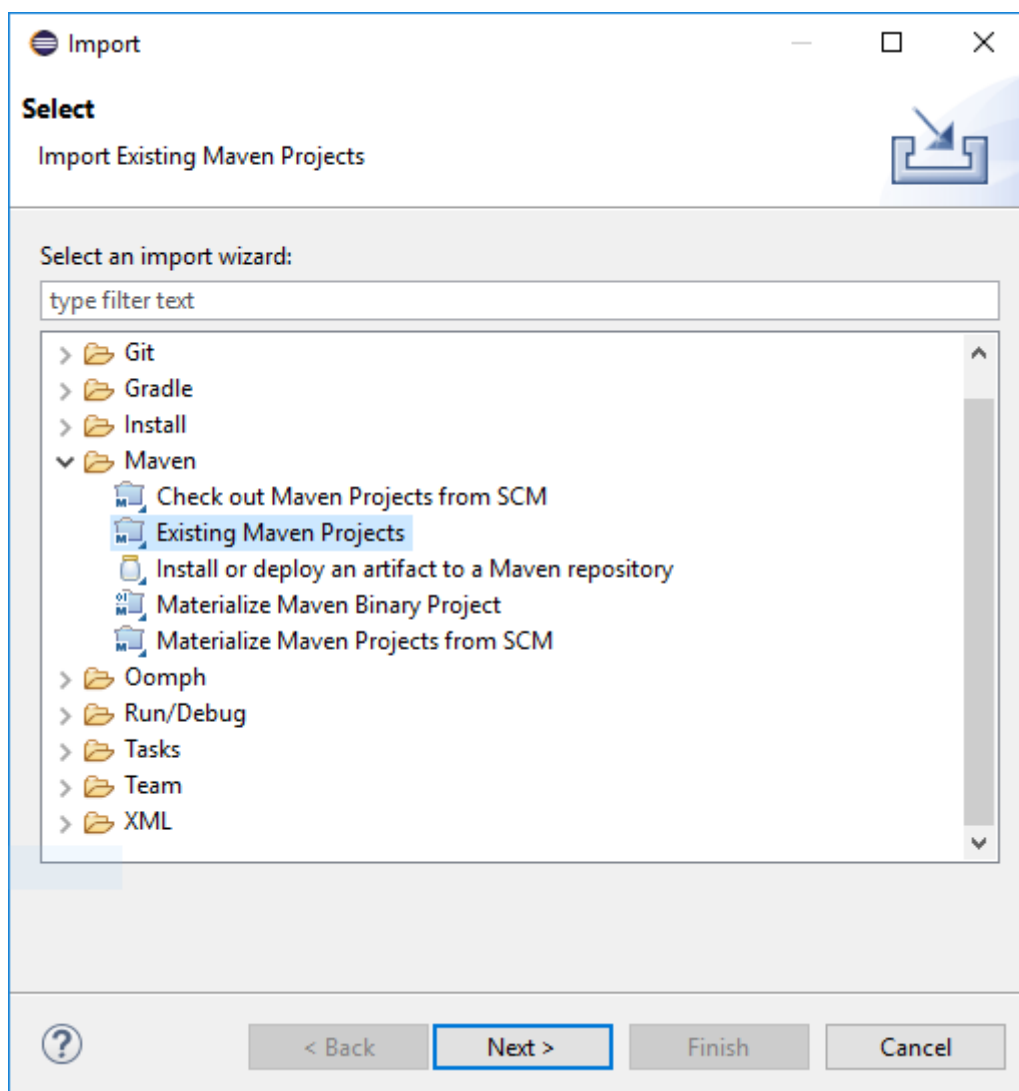 Import
Select
Import Existing Maven Projects
Select an import wizard:
type filter text
Git
Gradle
Install
Maven
Check out Maven Projects from SCM
Existing Maven Projects
Install or deploy an artifact to a Maven repository
Materialize Maven Binary Project
Materialize Maven Projects from SCM
Oomph
Run/Debug
Tasks
Team
XML
? < Back Next > Finish Cancel